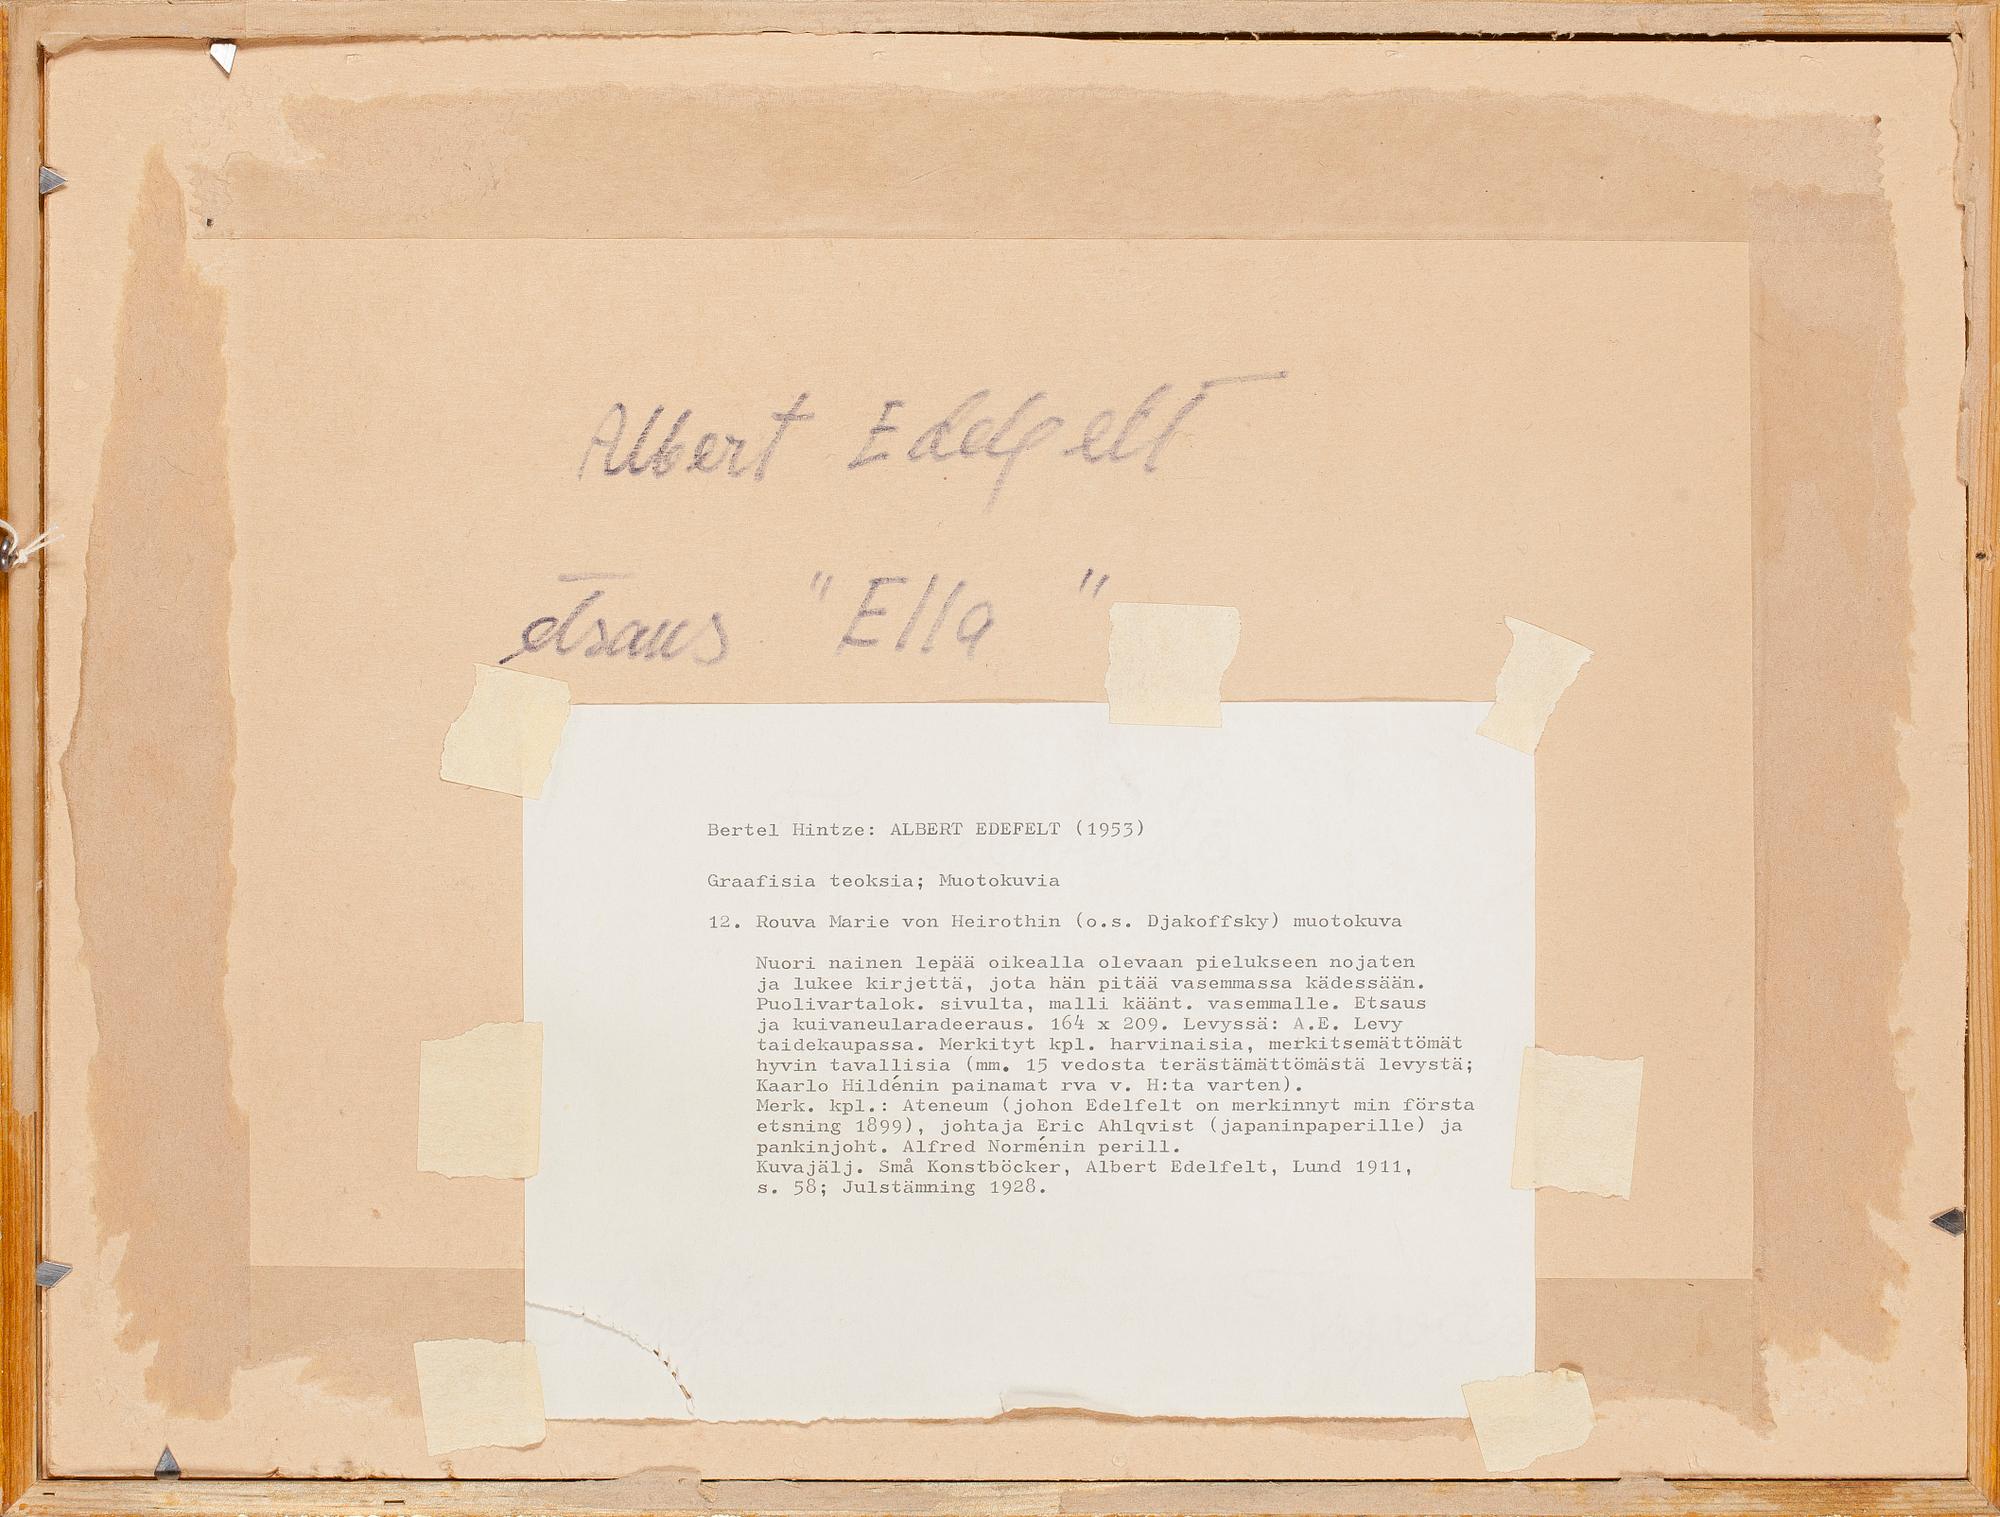 Albert Edelfelt
etsaus "Ella"
Bertel Hintze: ALBERT EDEFELT (1953)
Graafisia teoksia; Muotokuvia
12. Rouva Marie von Heirothin (o.s. Djakoffsky) muotokuva
Nuori nainen lepää oikealla olevaan pielukseen nojaten
ja lukee kirjettä, jota hän pitää vasemmassa kädessään.
Puolivartalok. sivulta, malli käänt. vasemmalle. Etsaus
ja kuivaneularadeeraus. 164 x 209. Levyssä: A.E. Levy
taidekaupassa. Merkityt kpl. harvinaisia, merkitsemättömät
hyvin tavallisia (mm. 15 vedosta terästämättömästä levystä;
Kaarlo Hildénin painamat rva v. H:ta varten).
Merk. kpl.: Ateneum (johon Edelfelt on merkinnyt min första
etsning 1899), johtaja Eric Ahlqvist (japaninpaperille) ja
pankinjoht. Alfred Norménin perill.
Kuvajälj. Små Konstböcker, Albert Edelfelt, Lund 1911,
s. 58; Julstämning 1928.